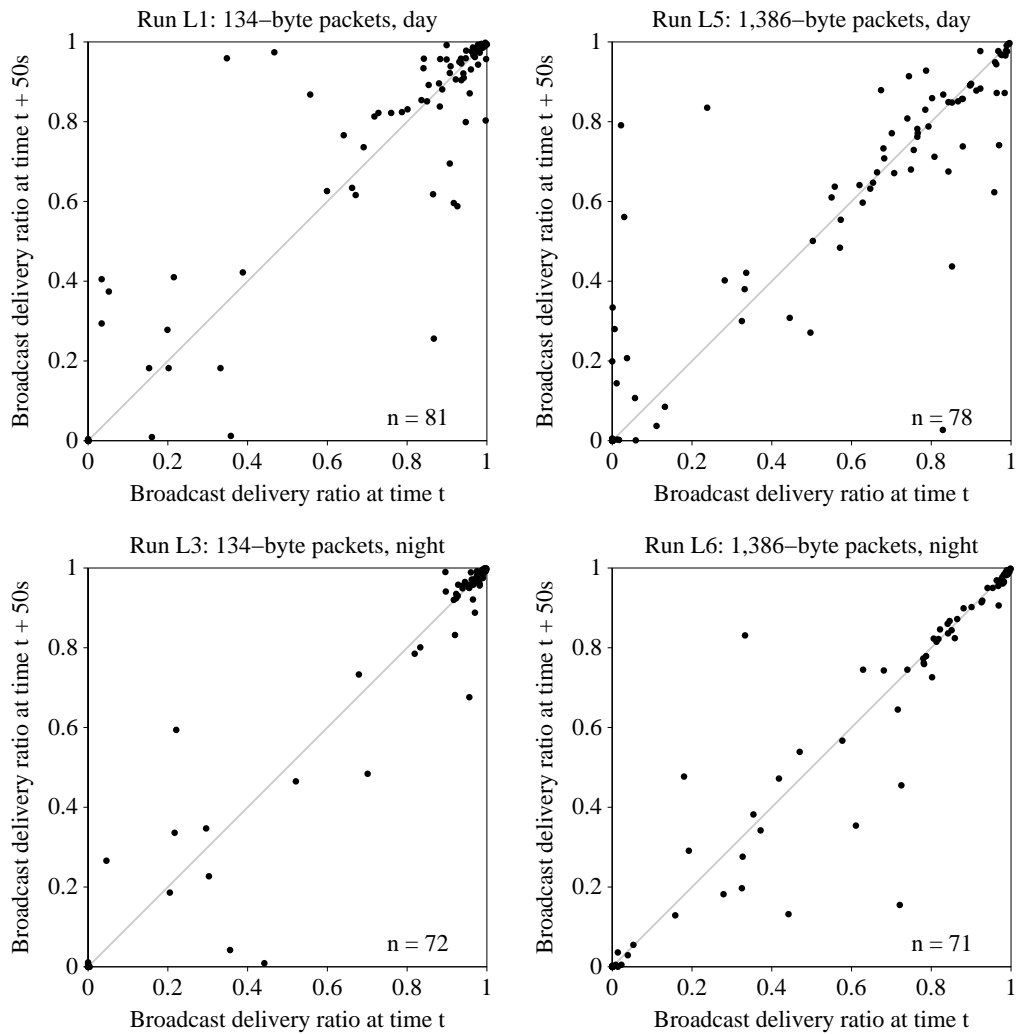 Run L1: 134−byte packets, day
Broadcast delivery ratio at time t + 50s
1
0.8
0.6
0.4
0.2
0
n = 81
0 0.2 0.4 0.6 0.8 1
Broadcast delivery ratio at time t
Run L5: 1,386−byte packets, day
Broadcast delivery ratio at time t + 50s
1
0.8
0.6
0.4
0.2
0
n = 78
0 0.2 0.4 0.6 0.8 1
Broadcast delivery ratio at time t
Run L3: 134−byte packets, night
Broadcast delivery ratio at time t + 50s
1
0.8
0.6
0.4
0.2
0
n = 72
0 0.2 0.4 0.6 0.8 1
Broadcast delivery ratio at time t
Run L6: 1,386−byte packets, night
Broadcast delivery ratio at time t + 50s
1
0.8
0.6
0.4
0.2
0
n = 71
0 0.2 0.4 0.6 0.8 1
Broadcast delivery ratio at time t